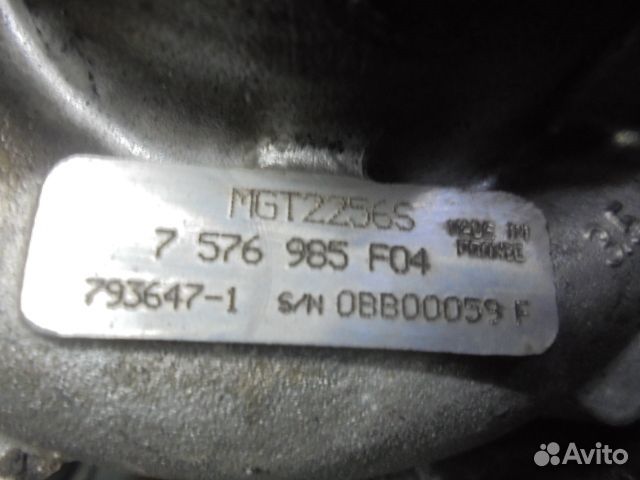 MGT2256S
MADE IN
FRANCE
7 576 985 F04
793647-1 S/N 0BB00059 F
Avito